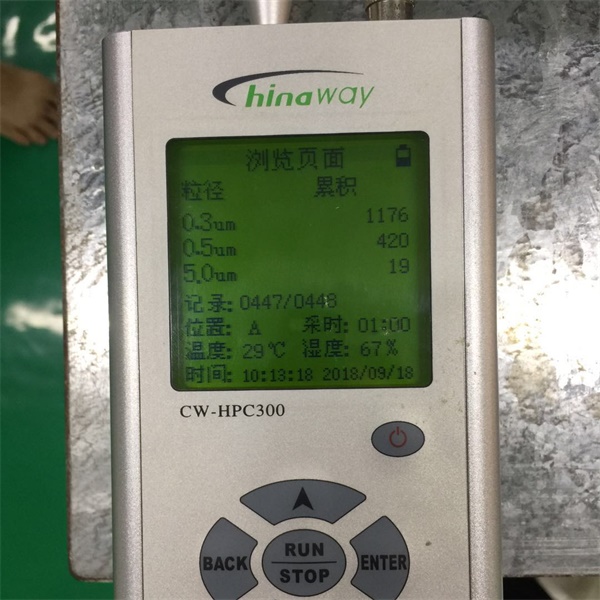 Chinaway
浏览页面
粒径 累积
0.3um 1176
0.5um 420
5.0um 19
记录: 0447/0448
位置: A 采时: 01:00
温度: 29℃ 湿度: 67%
时间: 10:13:18 2018/09/18
CW-HPC300
BACK RUN ENTER
STOP